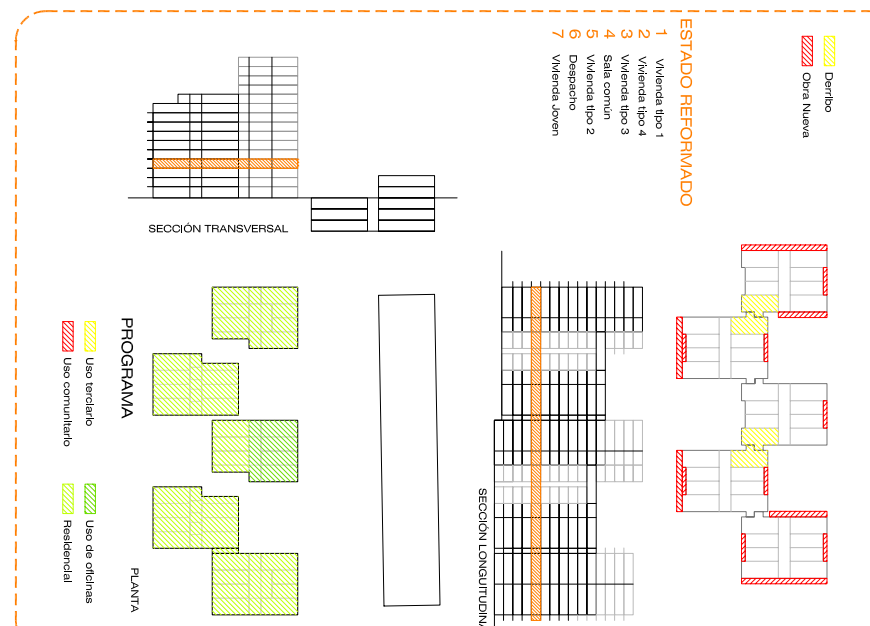 ESTADO REFORMADO
1 Vivienda tipo 1
2 Vivienda tipo 4
3 Vivienda tipo 3
4 Sala común
5 Vivienda tipo 2
6 Despacho
7 Vivienda Joven
Derribo
Obra Nueva
SECCIÓN TRANSVERSAL
PROGRAMA
Uso terciario
Uso comunitario
Uso de oficinas
Residencial
PLANTA
SECCIÓN LONGUITUDINA